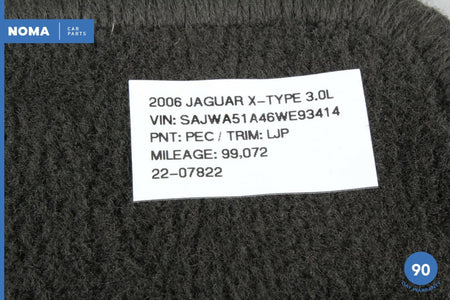 NOMA CAR PARTS
2006 JAGUAR X-TYPE 3.0L
VIN: SAJWA51A46WE93414
PNT: PEC / TRIM: LJP
MILEAGE: 99,072
22-07822
90